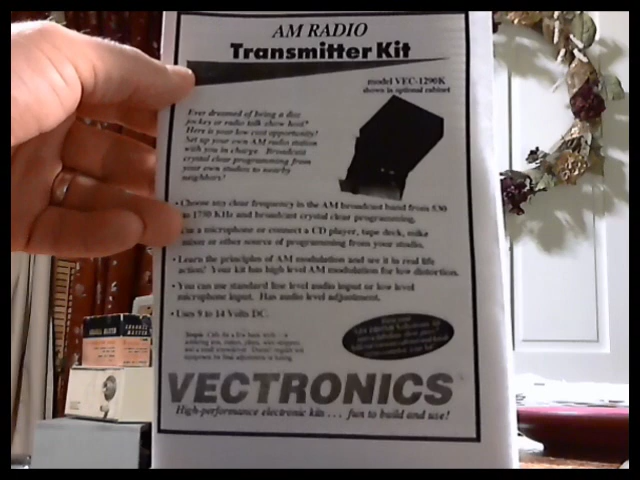 AM RADIO
Transmitter Kit
model VEC-1290K
shown in optional cabinet
Ever dreamed of being a disc
jockey or radio talk show host?
Here is your low cost opportunity!
Set up your own AM radio station
with you in charge. Broadcast
crystal clear programming from
your own studio to nearby
neighbors!
• Choose any clear frequency in the AM broadcast band from 530
to 1750 KHz and broadcast crystal clear programming.
a microphone or connect a CD player, tape deck, mike
mixer or other source of programming from your studio.
• Learn the principles of AM modulation and see it in real life
action! Your kit has high level AM modulation for low distortion.
• You can use standard line level audio input or low level
microphone input. Has audio level adjustment.
• Uses 9 to 14 Volts DC.
VECTRONICS
High-performance electronic kits . . . fun to build and use!